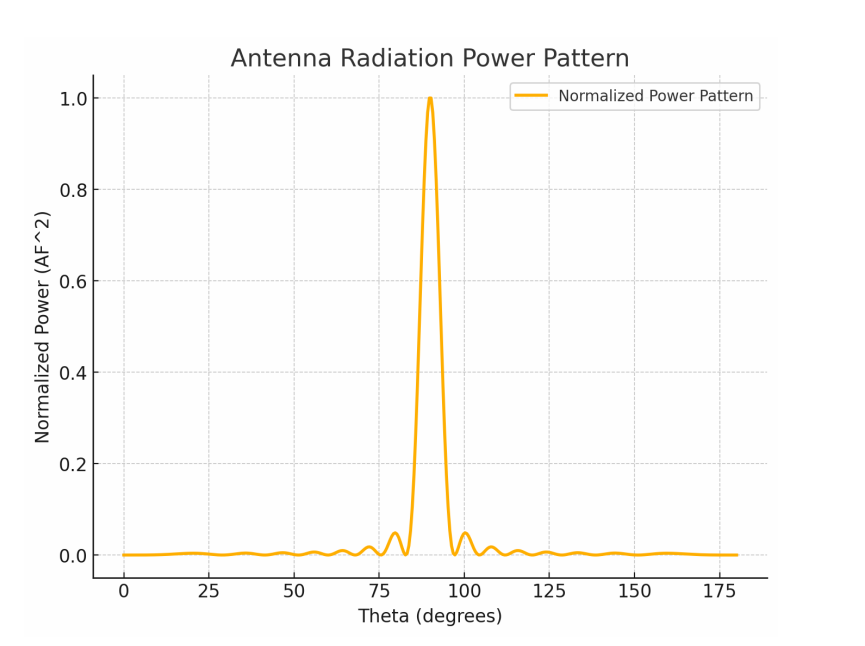 Antenna Radiation Power Pattern
Normalized Power Pattern
Normalized Power (AF^2)
1.0
0.8
0.6
0.4
0.2
0.0
0 25 50 75 100 125 150 175
Theta (degrees)